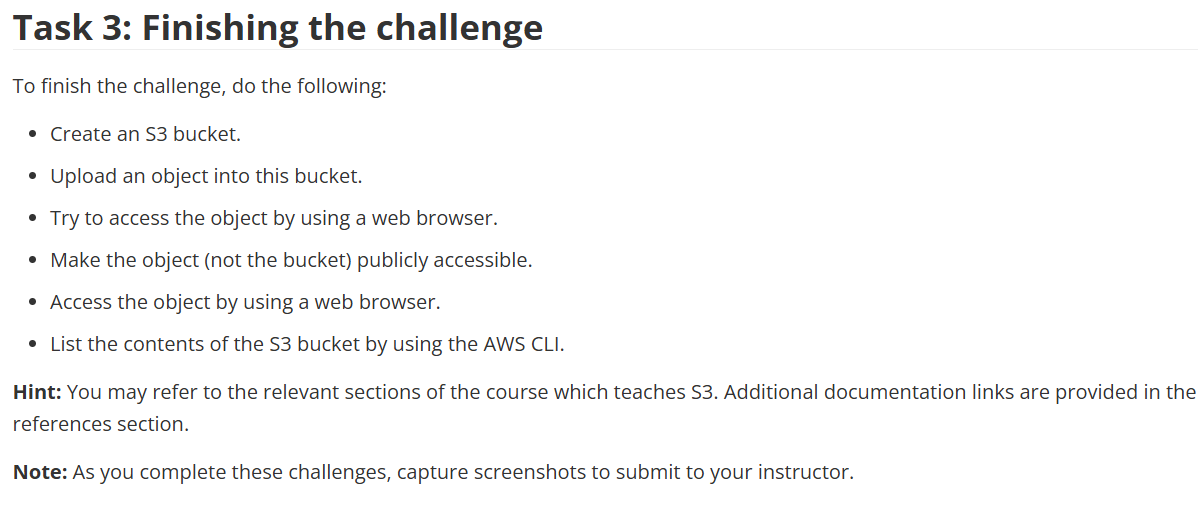 Task 3: Finishing the challenge
To finish the challenge, do the following:
• Create an S3 bucket.
• Upload an object into this bucket.
• Try to access the object by using a web browser.
• Make the object (not the bucket) publicly accessible.
• Access the object by using a web browser.
• List the contents of the S3 bucket by using the AWS CLI.
Hint: You may refer to the relevant sections of the course which teaches S3. Additional documentation links are provided in the
references section.
Note: As you complete these challenges, capture screenshots to submit to your instructor.